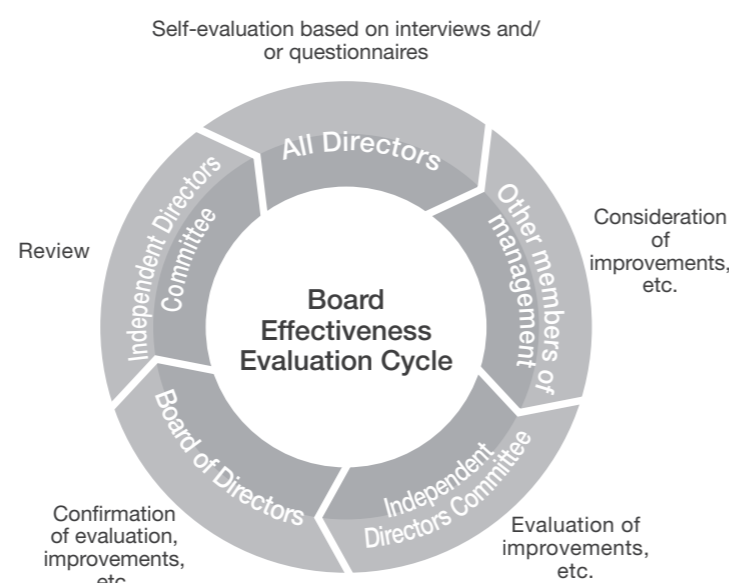 Self-evaluation based on interviews and/
or questionnaires
All Directors
Other members of
management
Consideration
of
improvements,
etc.
Independent
Directors Committee
Evaluation of
improvements,
etc.
Board of Directors
Confirmation
of evaluation,
improvements,
etc.
Independent Directors
Committee
Review
Board
Effectiveness
Evaluation Cycle